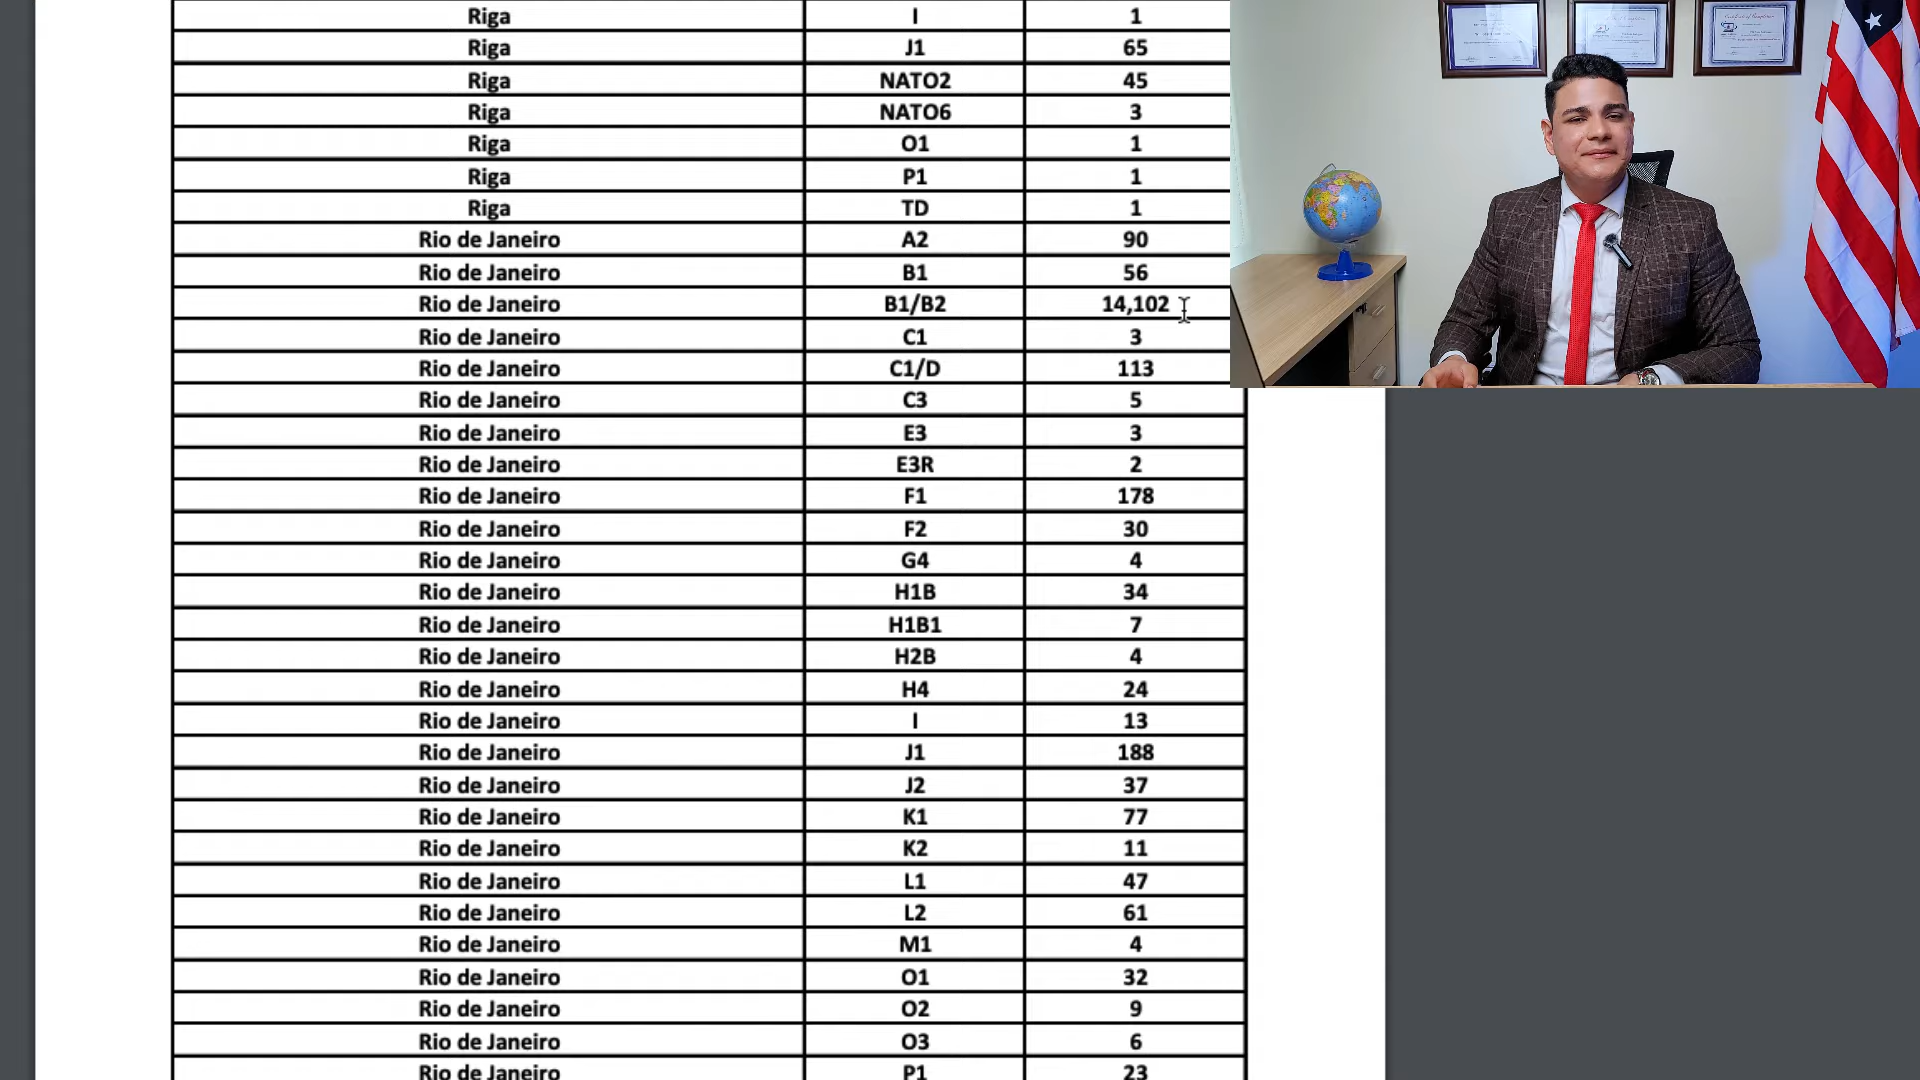 Riga I 1
Riga J1 65
Riga NATO2 45
Riga NATO6 3
Riga O1 1
Riga P1 1
Riga TD 1
Rio de Janeiro A2 90
Rio de Janeiro B1 56
Rio de Janeiro B1/B2 14,102
Rio de Janeiro C1 3
Rio de Janeiro C1/D 113
Rio de Janeiro C3 5
Rio de Janeiro E3 3
Rio de Janeiro E3R 2
Rio de Janeiro F1 178
Rio de Janeiro F2 30
Rio de Janeiro G4 4
Rio de Janeiro H1B 34
Rio de Janeiro H1B1 7
Rio de Janeiro H2B 4
Rio de Janeiro H4 24
Rio de Janeiro I 13
Rio de Janeiro J1 188
Rio de Janeiro J2 37
Rio de Janeiro K1 77
Rio de Janeiro K2 11
Rio de Janeiro L1 47
Rio de Janeiro L2 61
Rio de Janeiro M1 4
Rio de Janeiro O1 32
Rio de Janeiro O2 9
Rio de Janeiro O3 6
Rio de Janeiro P1 23